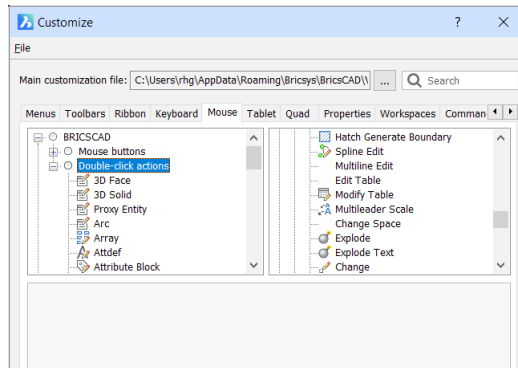 Customize
File
Main customization file: C:\Users\rhg\AppData\Roaming\Bricsys\BricsCAD\V ... Search
Menus Toolbars Ribbon Keyboard Mouse Tablet Quad Properties Workspaces Comman
BRICSCAD
Mouse buttons
Double-click actions
3D Face
3D Solid
Proxy Entity
Arc
Array
Attdef
Attribute Block
Hatch Generate Boundary
Spline Edit
Multiline Edit
Edit Table
Modify Table
Multileader Scale
Change Space
Explode
Explode Text
Change